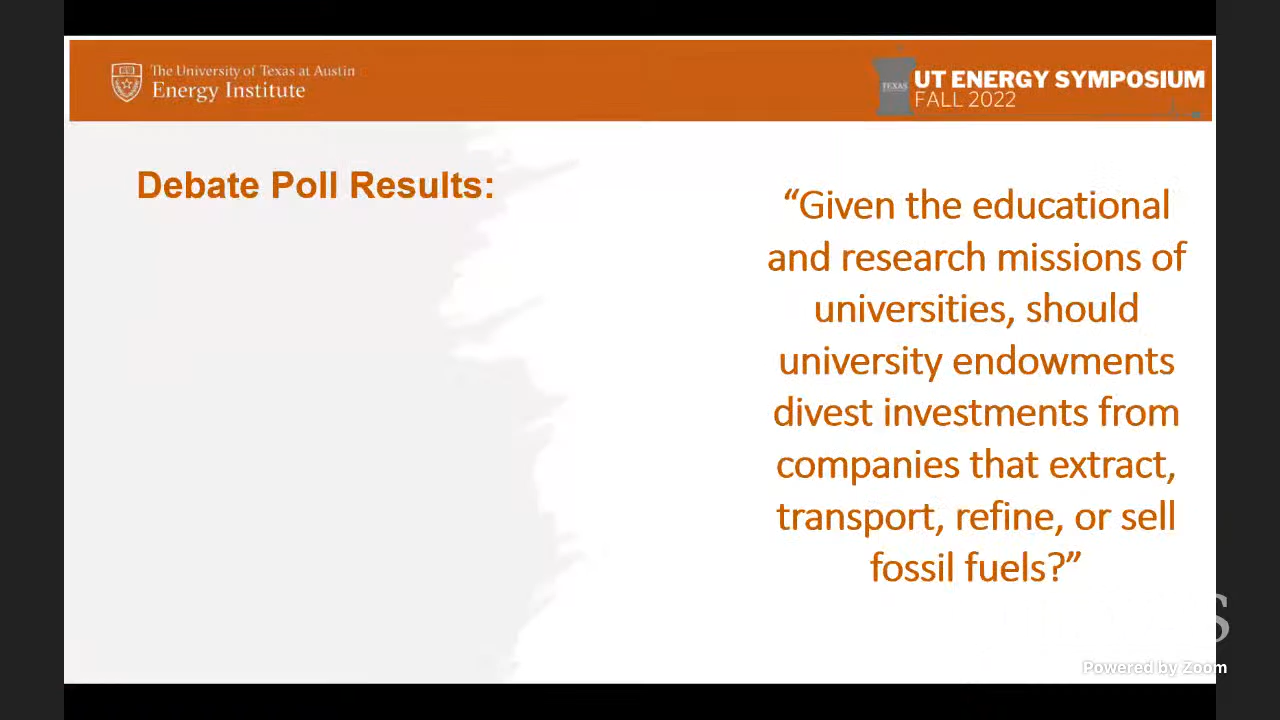 The University of Texas at Austin
Energy Institute
TEXAS
UT ENERGY SYMPOSIUM
FALL 2022
Debate Poll Results:
“Given the educational
and research missions of
universities, should
university endowments
divest investments from
companies that extract,
transport, refine, or sell
fossil fuels?”
S
Powered by Zoom